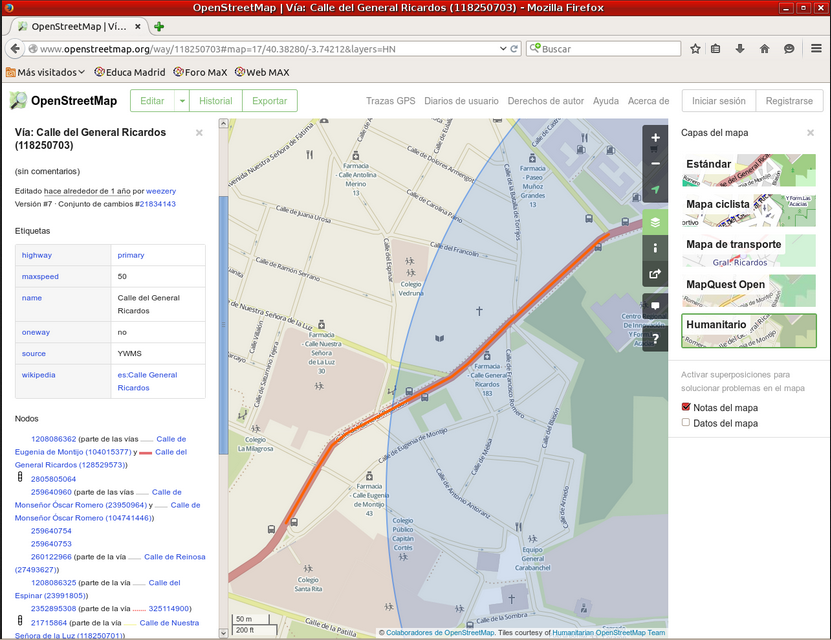 OpenStreetMap | Vía: Calle del General Ricardos (118250703) - Mozilla Firefox
OpenStreetMap | Ví...
www.openstreetmap.org/way/118250703#map=17/40.38280/-3.74212&layers=HN
Buscar
Más visitados
Educa Madrid
Foro MaX
Web MAX
OpenStreetMap
Editar
Historial
Exportar
Trazas GPS
Diarios de usuario
Derechos de autor
Ayuda
Acerca de
Iniciar sesión
Registrarse
Vía: Calle del General Ricardos
(118250703)
(sin comentarios)
Editado hace alrededor de 1 año por weezery
Versión #7 · Conjunto de cambios #21834143
Etiquetas
highway primary
maxspeed 50
name Calle del General
Ricardos
oneway no
source YWMS
wikipedia es:Calle General
Ricardos
Nodos
1208086362 (parte de las vías Calle de
Eugenia de Montijo (104015377) y Calle del
General Ricardos (128529573))
2805805064
259640960 (parte de las vías Calle de
Monseñor Óscar Romero (23950964) y Calle de
Monseñor Óscar Romero (104741446))
259640754
259640753
260122966 (parte de la vía Calle de Reinosa
(27493627))
1208086325 (parte de la vía Calle del
Espinar (23991805))
2352895308 (parte de la vía 325114900)
21715864 (parte de la vía Calle de Nuestra
Señora de la Luz (118250701))
Farmacia
- Calle Antolina
Merino
13
Calle de Dolores Armengot
Calle de Carolina Paino
Calle de Juana Urosa
Calle del Francolín
Calle de Ramón Serrano
Calle del Espinar
Colegio
Vedruna
Farmacia
- Paseo
Muñoz
Grandes
13
Calle de la Batalla de Torrijos
Farmacia
- Calle Nuestra
Señora
de La Luz
30
Calle de Saturnino Tejera
Colegio
La Milagrosa
Farmacia
- Calle General
Ricardos
183
Calle de Francisco Romero
Calle de Eugenia de Montijo
Calle de Melisa
Calle del Blasón
Calle de Antonio Antoranz
Calle de Arnedo
Farmacia
- Calle Eugenia
de Montijo
43
Colegio
Público
Capitán
Cortés
Equipo
General
Carabanchel
Colegio
Santa Rita
Calle de la Patilla
Calle de la Sombra
50 m
200 ft
© Colaboradores de OpenStreetMap. Tiles courtesy of Humanitarian OpenStreetMap Team
Capas del mapa
Estándar
Mapa ciclista
Mapa de transporte
Gral. Ricardos
MapQuest Open
Humanitario
Activar superposiciones para
solucionar problemas en el mapa
Notas del mapa
Datos del mapa